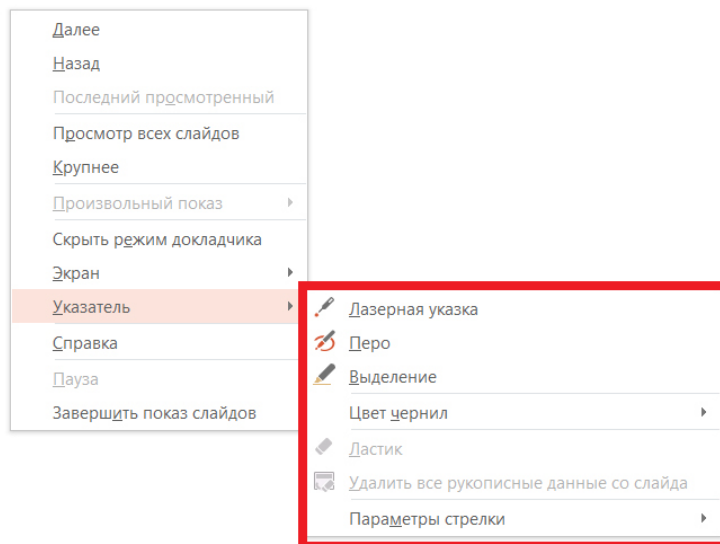 Далее
Назад
Последний просмотренный
Просмотр всех слайдов
Крупнее
Произвольный показ
Скрыть режим докладчика
Экран
Указатель
Справка
Пауза
Завершить показ слайдов
Лазерная указка
Перо
Выделение
Цвет чернил
Ластик
Удалить все рукописные данные со слайда
Параметры стрелки